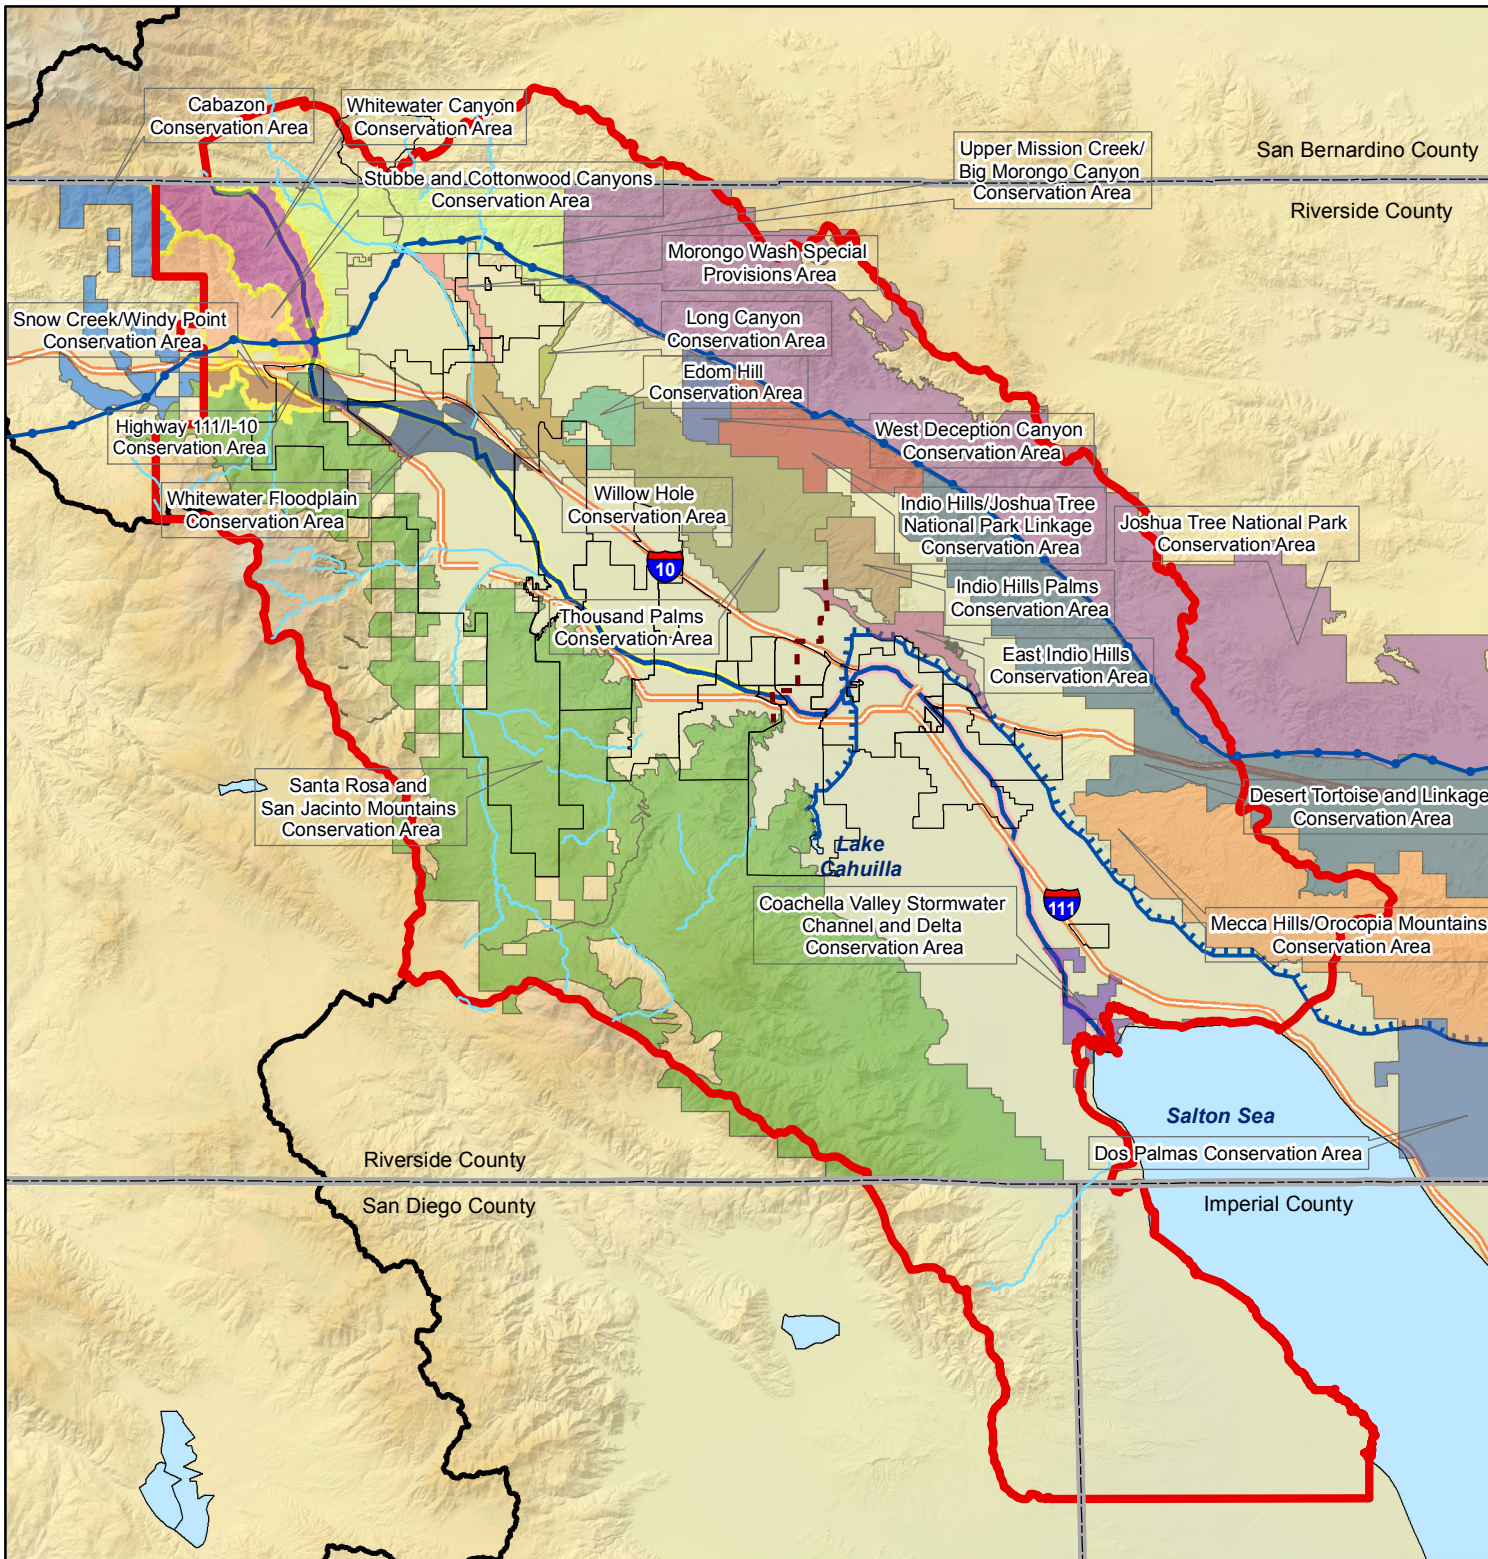 Cabazon
Conservation Area
Whitewater Canyon
Conservation Area
Upper Mission Creek/
Big Morongo Canyon
Conservation Area
San Bernardino County
Riverside County
Stubbe and Cottonwood Canyons
Conservation Area
Morongo Wash Special
Provisions Area
Snow Creek/Windy Point
Conservation Area
Long Canyon
Conservation Area
Edom Hill
Conservation Area
Highway 111/I-10
Conservation Area
West Deception Canyon
Conservation Area
Whitewater Floodplain
Conservation Area
Willow Hole
Conservation Area
Indio Hills/Joshua Tree
National Park Linkage
Conservation Area
Joshua Tree National Park
Conservation Area
10
Indio Hills Palms
Conservation Area
Thousand Palms
Conservation Area
East Indio Hills
Conservation Area
Santa Rosa and
San Jacinto Mountains
Conservation Area
Desert Tortoise and Linkage
Conservation Area
Lake
Cahuilla
Coachella Valley Stormwater
Channel and Delta
Conservation Area
111
Mecca Hills/Orocopia Mountains
Conservation Area
Salton Sea
Dos Palmas Conservation Area
Riverside County
San Diego County
Imperial County